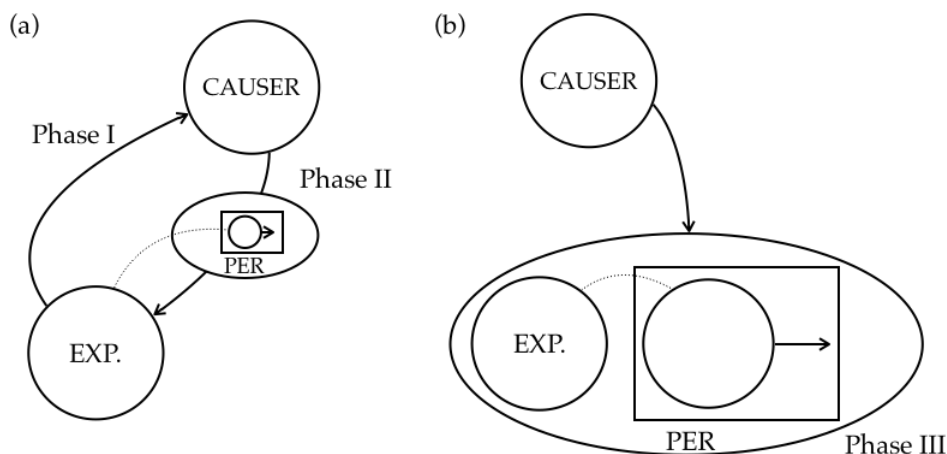 (a)
CAUSER
Phase I
Phase II
PER
EXP.
(b)
CAUSER
EXP.
PER
Phase III